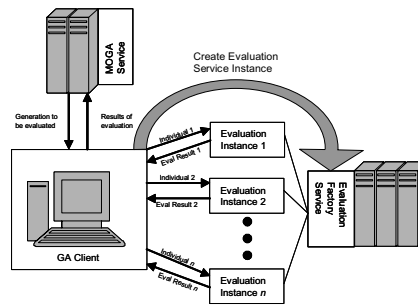 MOGA
Service
Create Evaluation
Service Instance
Generation to
be evaluated
Results of
evaluation
Individual 1
Eval Result 1
Evaluation
Instance 1
Individual 2
Eval Result 2
Evaluation
Instance 2
Individual n
Eval Result n
Evaluation
Instance n
GA Client
Evaluation
Factory
Service